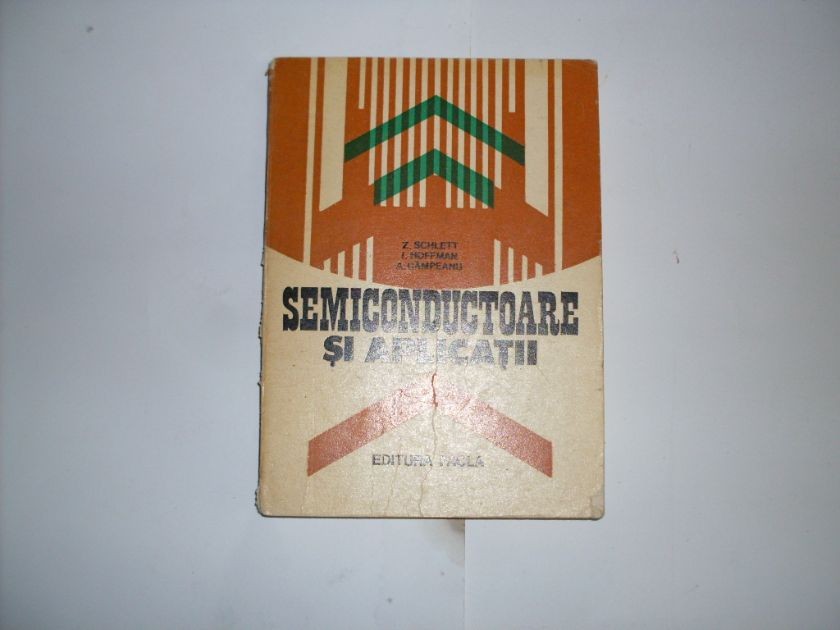 Z. SCHLETT
I. HOFFMAN
A. CÂMPEANU
SEMICONDUCTOARE
ȘI APLICAȚII
EDITURA FACLA